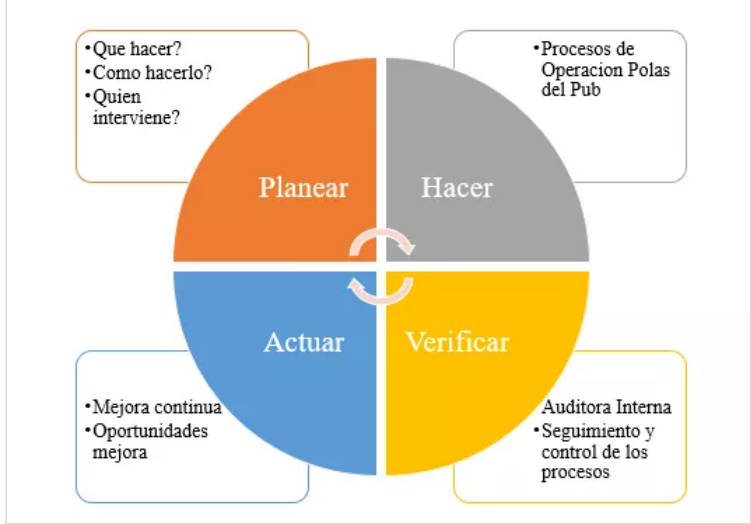 •Que hacer?
•Como hacerlo?
•Quien
interviene?
•Procesos de
Operacion Polas
del Pub
Planear
Hacer
Actuar
Verificar
•Mejora continua
•Oportunidades
mejora
Auditora Interna
•Seguimiento y
control de los
procesos